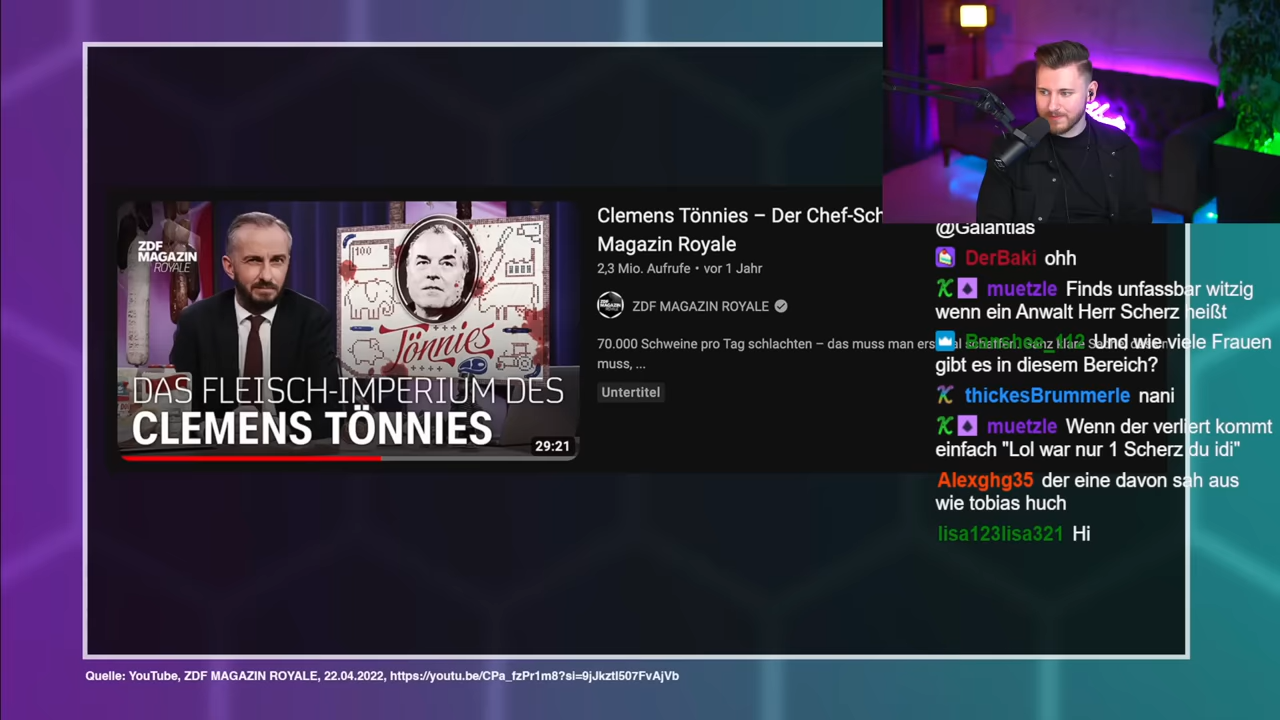 Clemens Tönnies – Der Chef-Sch
Magazin Royale
2,3 Mio. Aufrufe • vor 1 Jahr
ZDF MAGAZIN ROYALE
70.000 Schweine pro Tag schlachten – das muss man ers
muss, ...
Untertitel
ZDF
MAGAZIN
ROYALE
100
Tönnies
DAS FLEISCH-IMPERIUM DES
CLEMENS TÖNNIES
29:21
@Galantias
DerBaki ohh
muetzle Finds unfassbar witzig
wenn ein Anwalt Herr Scherz heißt
Banshee_112 Und wie viele Frauen
gibt es in diesem Bereich?
thickesBrummerle nani
muetzle Wenn der verliert kommt
einfach "Lol war nur 1 Scherz du idi"
Alexghg35 der eine davon sah aus
wie tobias huch
lisa123lisa321 Hi
Quelle: YouTube, ZDF MAGAZIN ROYALE, 22.04.2022, https://youtu.be/CPa_fzPr1m8?si=9jJkztI507FvAjVb